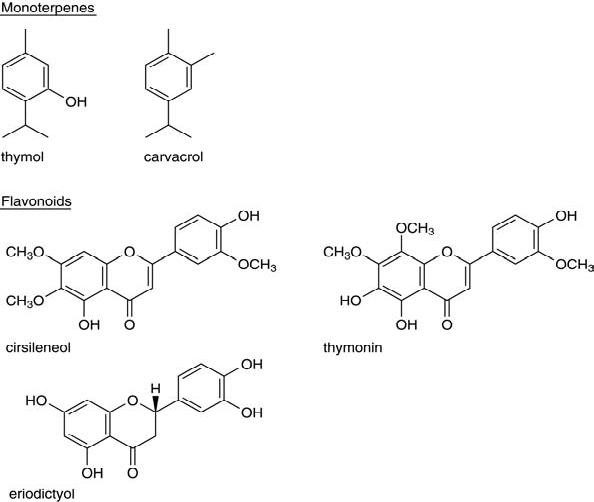 Monoterpenes
OH
thymol
carvacrol
Flavonoids
OH
CH3O
O
OCH3
CH3O
OH
O
cirsileneol
OCH3
OH
CH3O
O
OCH3
HO
OH
O
thymonin
OH
HO
O
H
OH
OH
O
eriodictyol